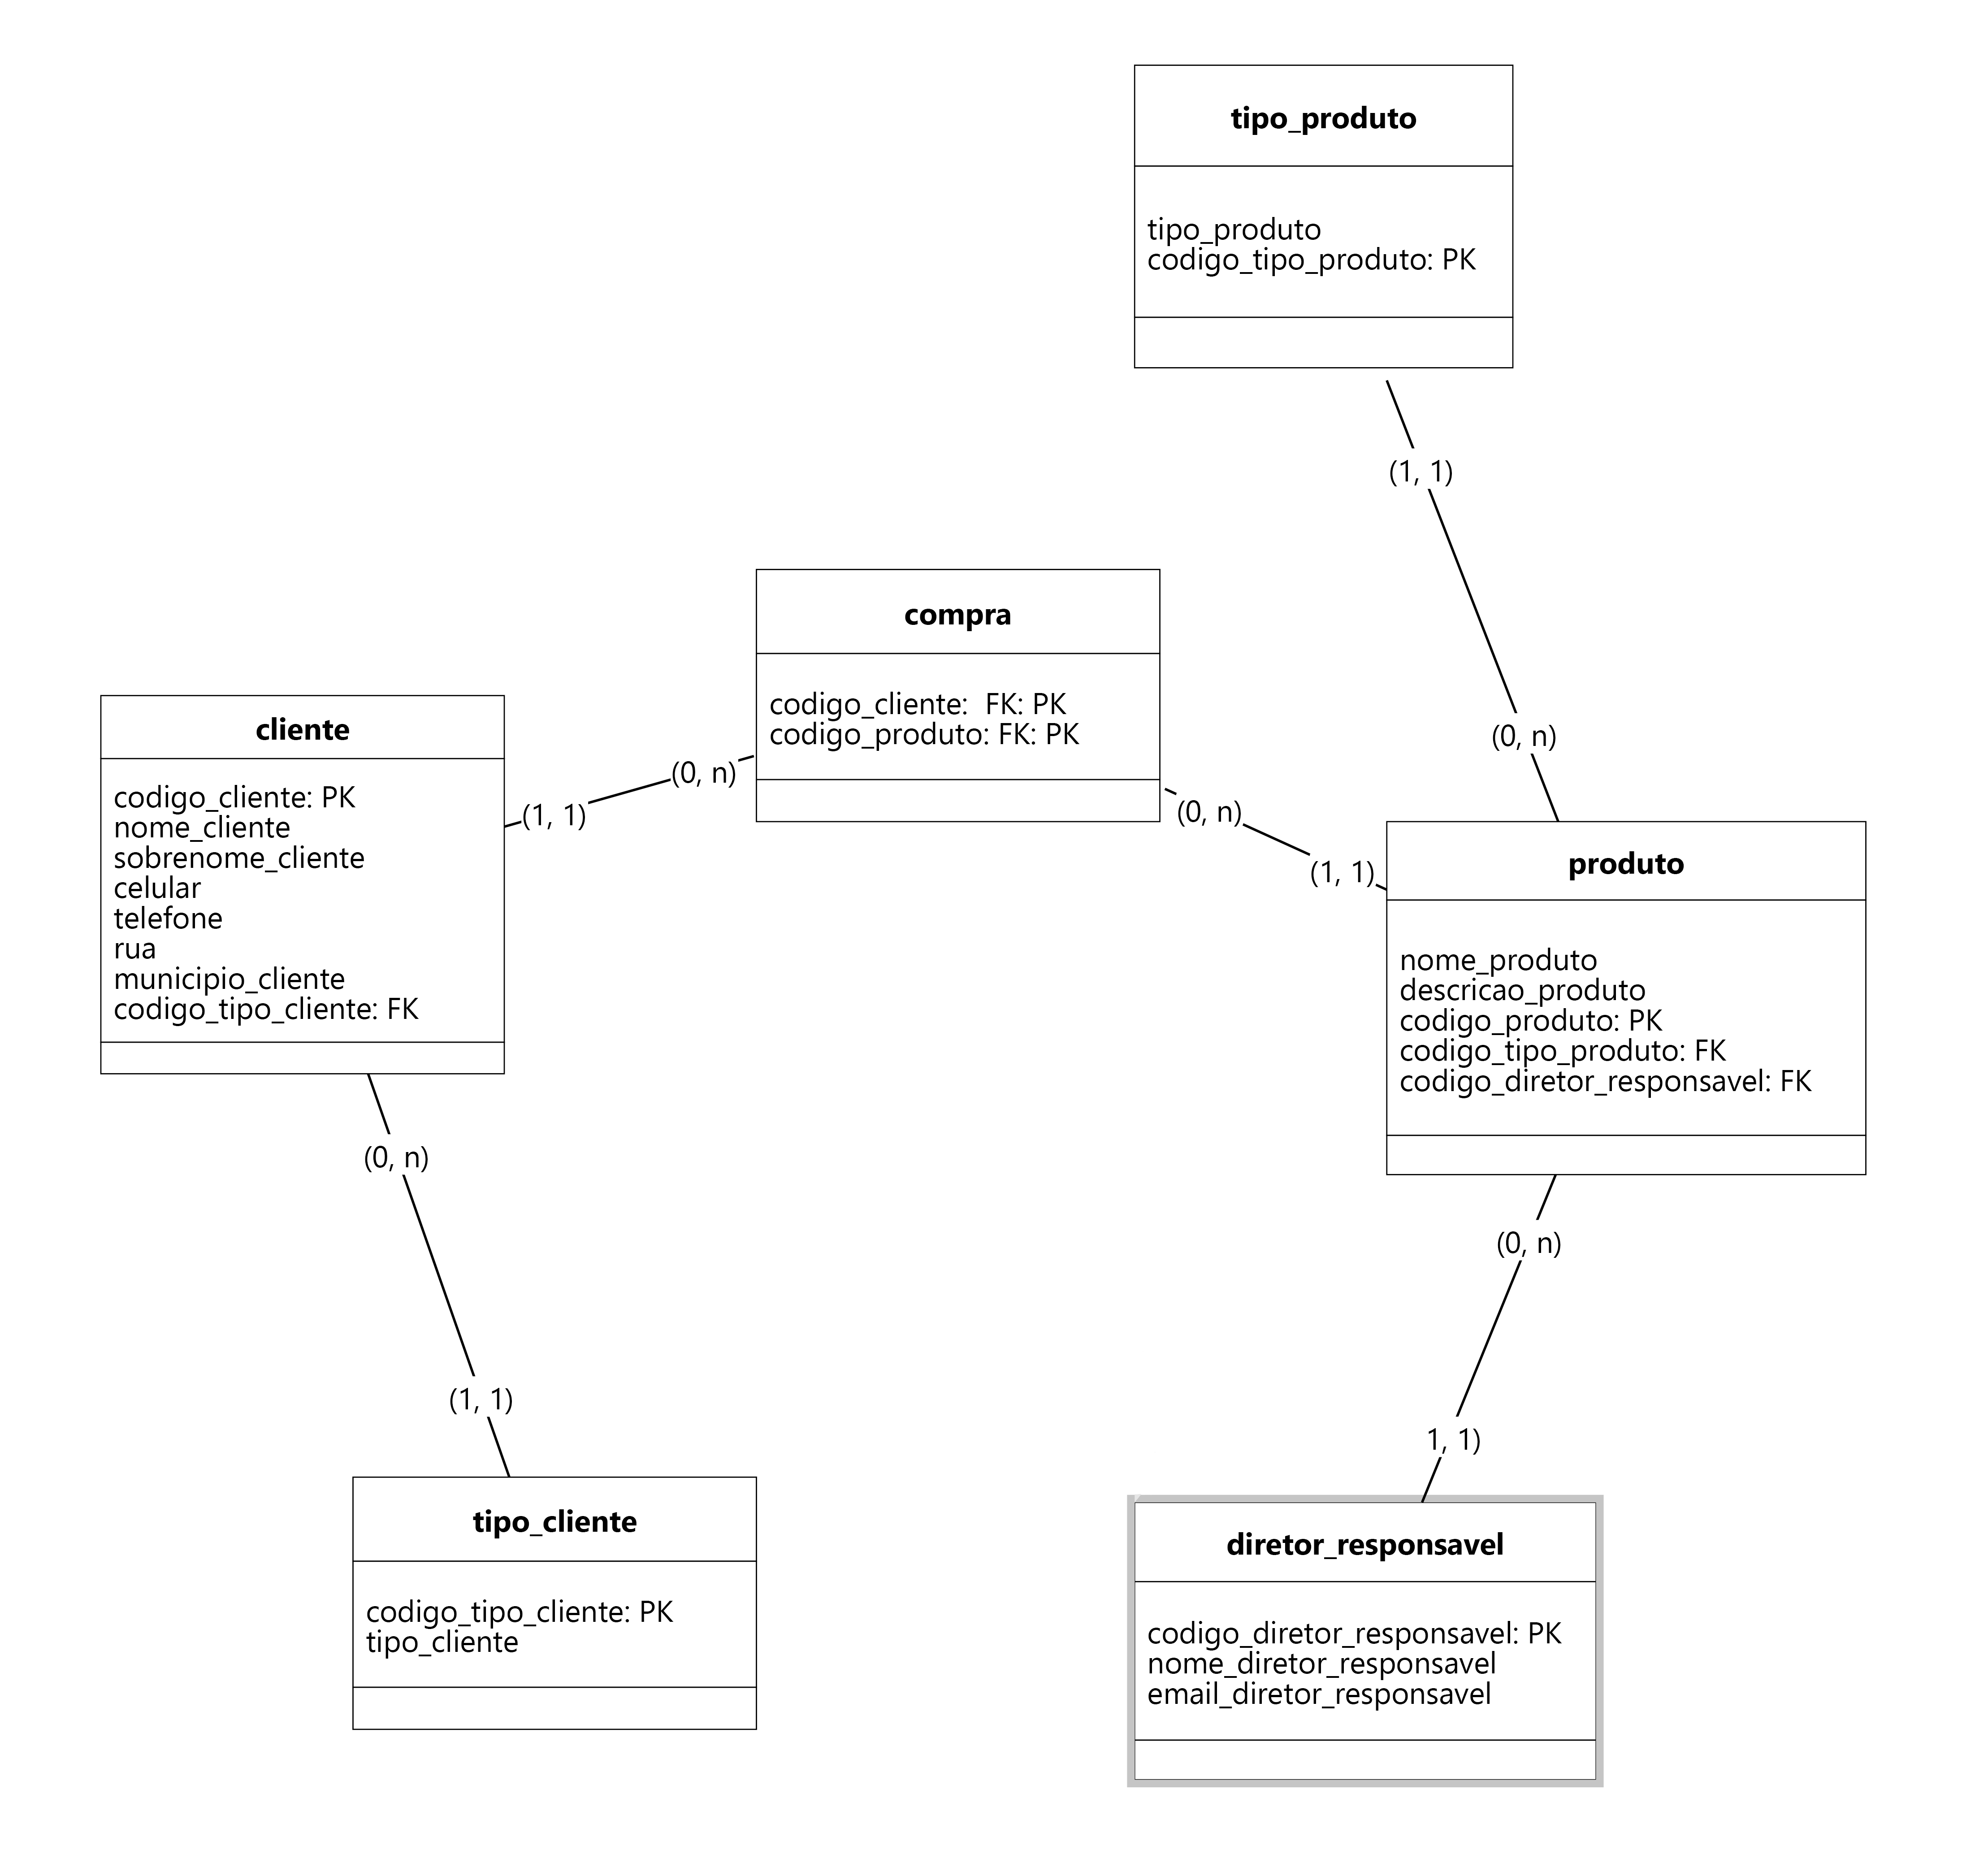 tipo_produto
tipo_produto
codigo_tipo_produto: PK
(1, 1)
(0, n)
compra
codigo_cliente:  FK: PK
codigo_produto: FK: PK
cliente
codigo_cliente: PK
nome_cliente
sobrenome_cliente
celular
telefone
rua
municipio_cliente
codigo_tipo_cliente: FK
(1, 1)
(0, n)
(0, n)
(1, 1)
produto
nome_produto
descricao_produto
codigo_produto: PK
codigo_tipo_produto: FK
codigo_diretor_responsavel: FK
(0, n)
(1, 1)
(0, n)
1, 1)
tipo_cliente
codigo_tipo_cliente: PK
tipo_cliente
diretor_responsavel
codigo_diretor_responsavel: PK
nome_diretor_responsavel
email_diretor_responsavel